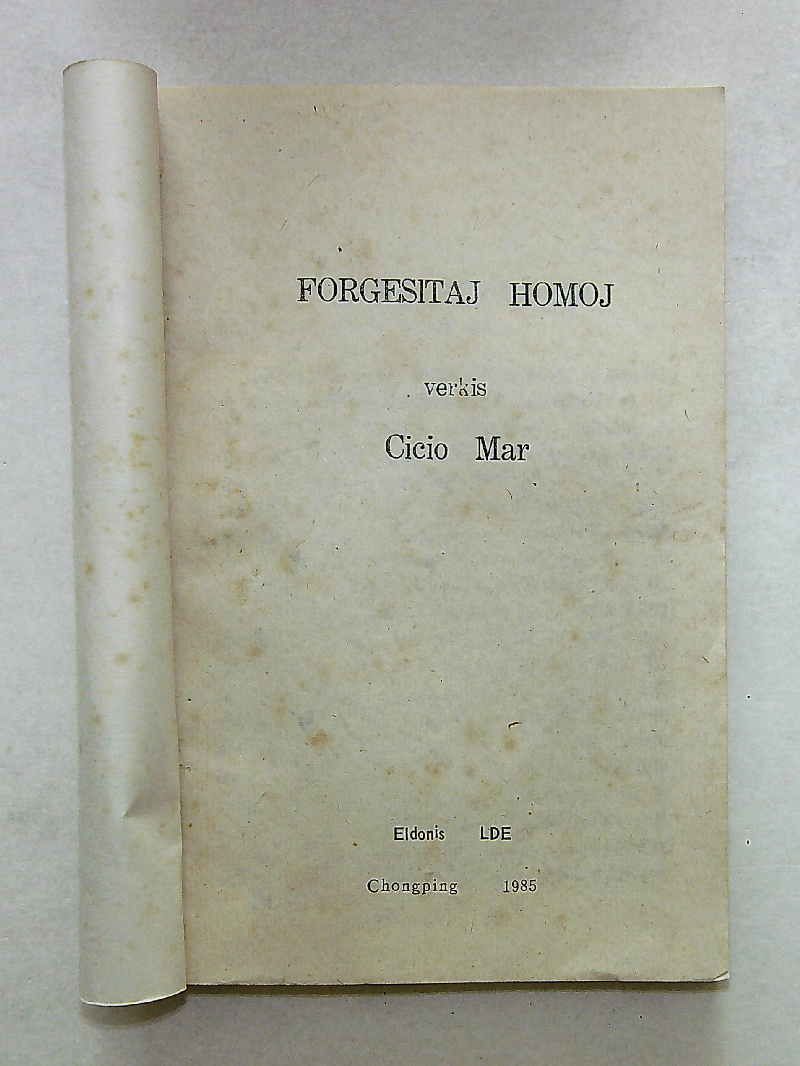 FORGESITAJ HOMOJ
verkis
Cicio Mar
Eldonis LDE
Chongping 1985